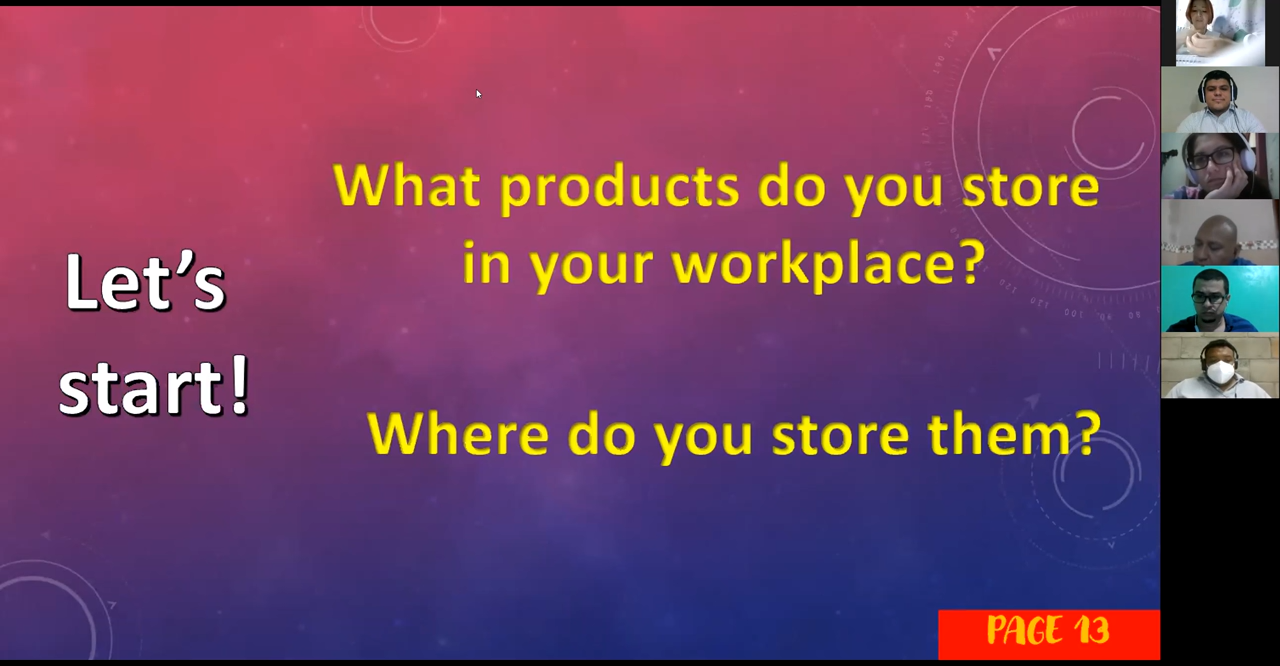 Let's
start!
What products do you store
in your workplace?
Where do you store them?
PAGE 13